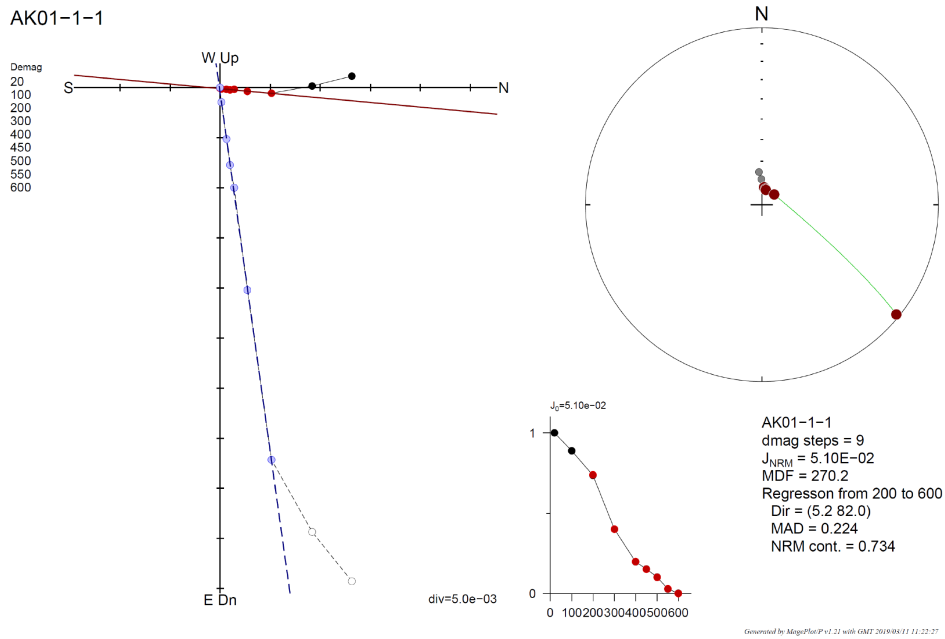 AK01−1−1
N
W Up
Demag
20
100
200
300
400
450
500
550
600
S
N
E Dn
div=5.0e−03
J0=5.10e−02
1
0
0 100200300400500600
AK01−1−1
dmag steps = 9
JNRM = 5.10E−02
MDF = 270.2
Regresson from 200 to 600
Dir = (5.2 82.0)
MAD = 0.224
NRM cont. = 0.734
Generated by MagePlot/P v1.21 with GMT 2019/03/11 11:22:27